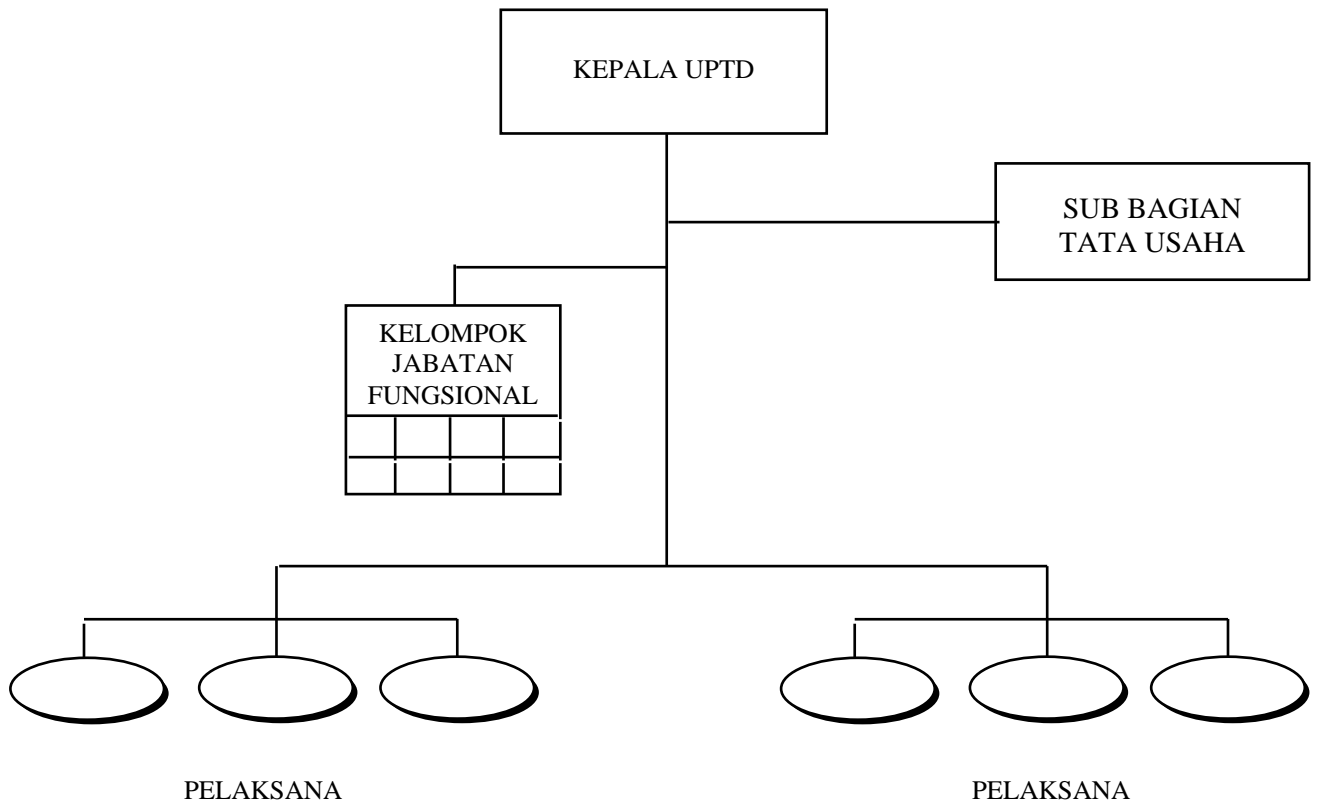 KEPALA UPTD
SUB BAGIAN
TATA USAHA
KELOMPOK
JABATAN
FUNGSIONAL
PELAKSANA
PELAKSANA